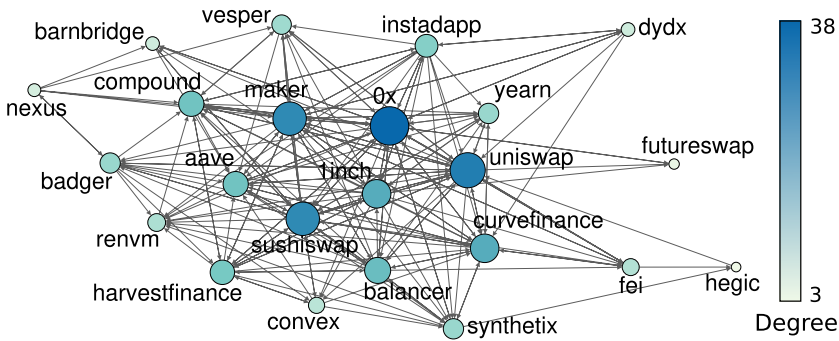 vesper
instadapp
dydx
38
barnbridge
compound
maker
0x
yearn
nexus
futureswap
aave
1inch
uniswap
badger
curvefinance
renvm
sushiswap
harvestfinance
balancer
fei
hegic
3
convex
synthetix
Degree